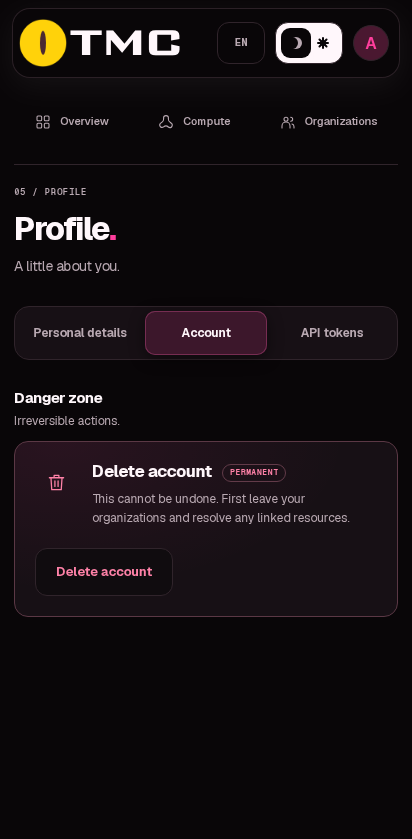 TMC
EN
A
Overview
Compute
Organizations
05 / PROFILE
Profile.
A little about you.
Personal details
Account
API tokens
Danger zone
Irreversible actions.
Delete account
PERMANENT
This cannot be undone. First leave your
organizations and resolve any linked resources.
Delete account